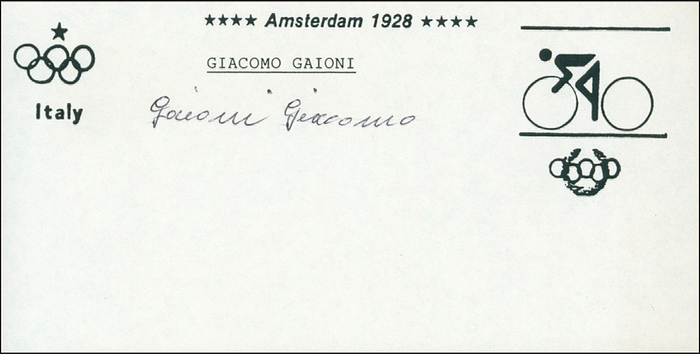 ★★★★ Amsterdam 1928 ★★★★
GIACOMO GAIONI
Italy
Gaioni Giacomo